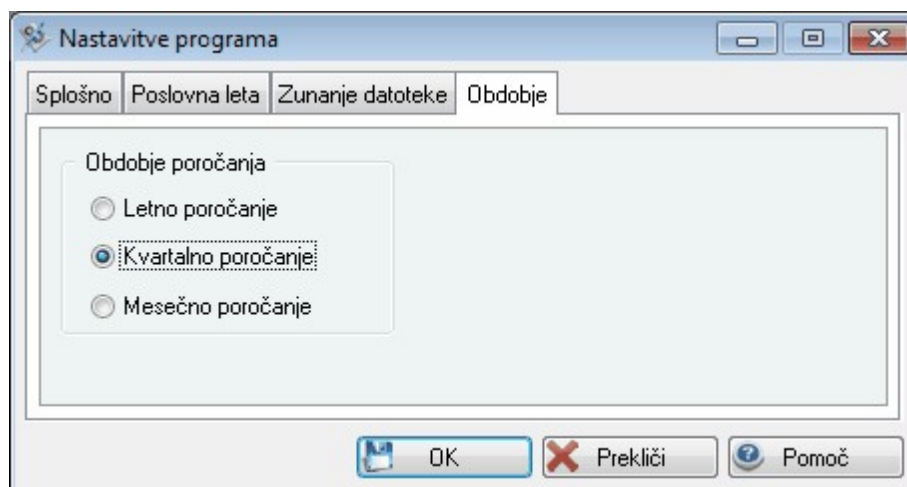 Nastavitve programa
Splošno Poslovna leta Zunanje datoteke Obdobje
Obdobje poročanja
Letno poročanje
Kvartalno poročanje
Mesečno poročanje
OK Prekliči Pomoč